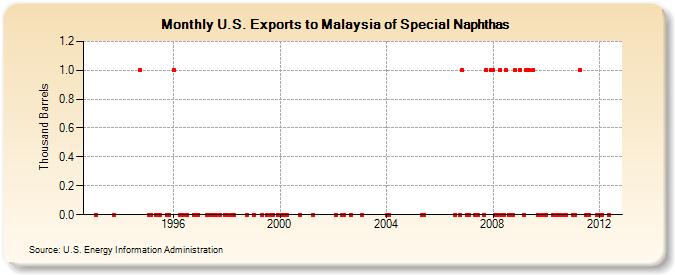 Monthly U.S. Exports to Malaysia of Special Naphthas
Thousand Barrels
1.2
1.0
0.8
0.6
0.4
0.2
0.0
1996 2000 2004 2008 2012
Source: U.S. Energy Information Administration